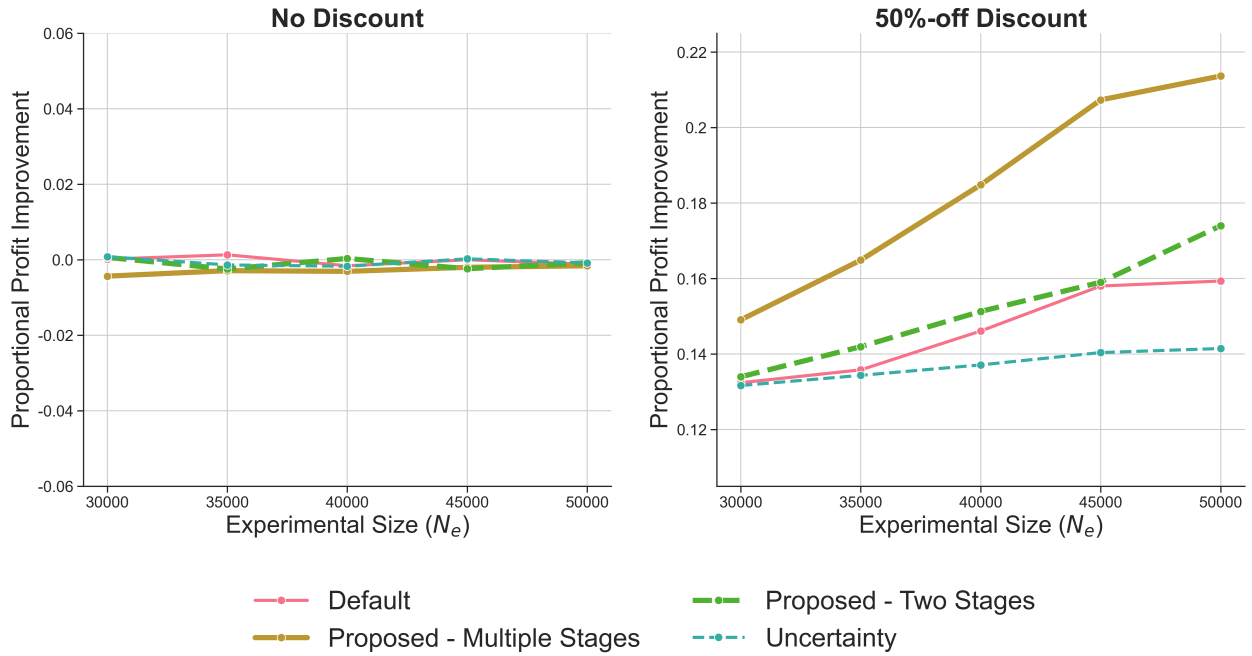 No Discount
Proportional Profit Improvement
0.06
0.04
0.02
0.0
-0.02
-0.04
-0.06
30000 35000 40000 45000 50000
Experimental Size (Nₑ)
50%-off Discount
Proportional Profit Improvement
0.22
0.2
0.18
0.16
0.14
0.12
30000 35000 40000 45000 50000
Experimental Size (Nₑ)
Default
Proposed - Multiple Stages
Proposed - Two Stages
Uncertainty